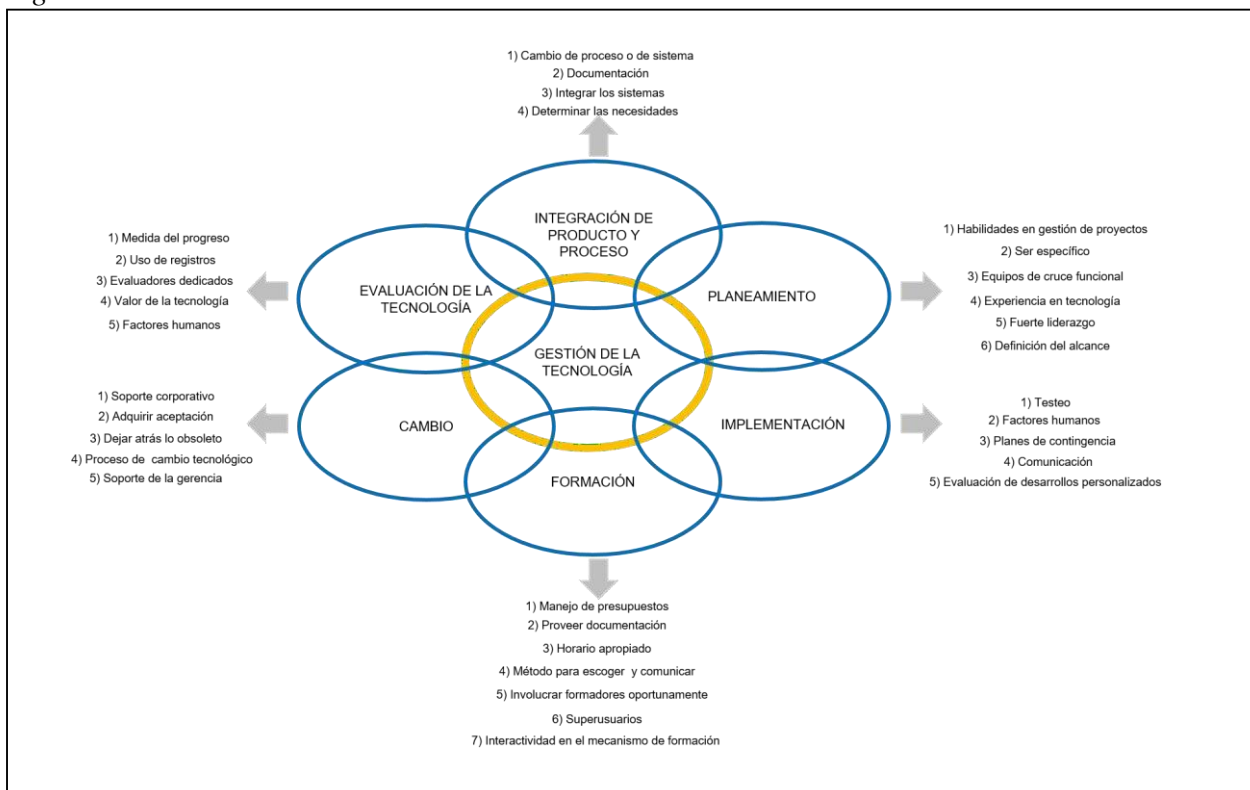 1) Cambio de proceso o de sistema
2) Documentación
3) Integrar los sistemas
4) Determinar las necesidades
INTEGRACIÓN DE
PRODUCTO Y
PROCESO
1) Medida del progreso
2) Uso de registros
3) Evaluadores dedicados
4) Valor de la tecnología
5) Factores humanos
EVALUACIÓN DE LA
TECNOLOGÍA
PLANEAMIENTO
1) Habilidades en gestión de proyectos
2) Ser específico
3) Equipos de cruce funcional
4) Experiencia en tecnología
5) Fuerte liderazgo
6) Definición del alcance
GESTIÓN DE LA
TECNOLOGÍA
1) Soporte corporativo
2) Adquirir aceptación
3) Dejar atrás lo obsoleto
4) Proceso de cambio tecnológico
5) Soporte de la gerencia
CAMBIO
IMPLEMENTACIÓN
1) Testeo
2) Factores humanos
3) Planes de contingencia
4) Comunicación
5) Evaluación de desarrollos personalizados
FORMACIÓN
1) Manejo de presupuestos
2) Proveer documentación
3) Horario apropiado
4) Método para escoger y comunicar
5) Involucrar formadores oportunamente
6) Superusuarios
7) Interactividad en el mecanismo de formación